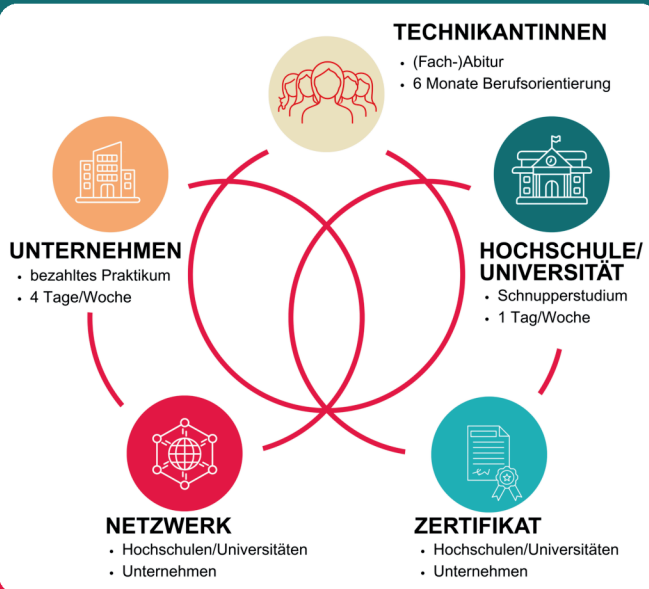 TECHNIKANTINNEN
• (Fach-)Abitur
• 6 Monate Berufsorientierung
UNTERNEHMEN
• bezahltes Praktikum
• 4 Tage/Woche
HOCHSCHULE/
UNIVERSITÄT
• Schnupperstudium
• 1 Tag/Woche
NETZWERK
• Hochschulen/Universitäten
• Unternehmen
ZERTIFIKAT
• Hochschulen/Universitäten
• Unternehmen